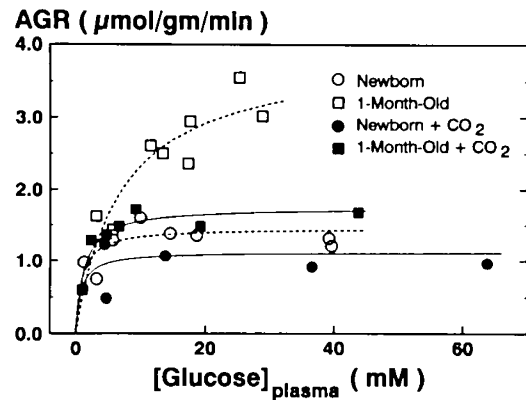 AGR ( µmol/gm/min)
4.0
3.0
2.0
1.0
0.0
Newborn
1-Month-Old
Newborn + CO2
1-Month-Old + CO2
0 20 40 60
[Glucose]plasma ( mM)